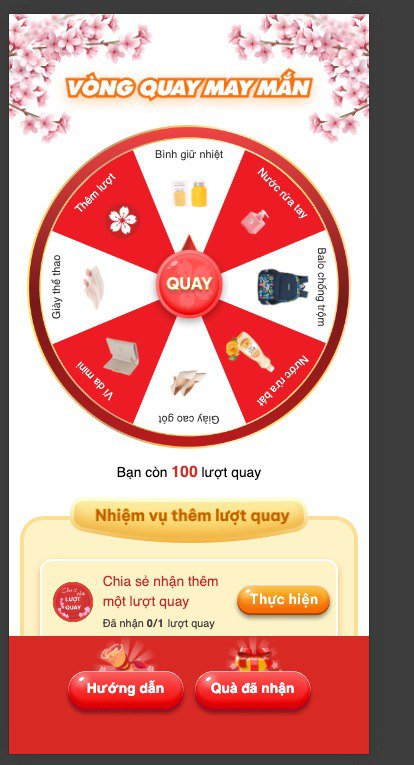 VÒNG QUAY MAY MẮN
Bình giữ nhiệt
Thêm lượt
Nước rửa tay
Giày thể thao
QUAY
Balo chống trộm
Ví da mini
Nước rửa bát
Giày cao gót
Bạn còn 100 lượt quay
Nhiệm vụ thêm lượt quay
Chia sẻ nhận thêm
một lượt quay
LƯỢT
QUAY
Thực hiện
Đã nhận 0/1 lượt quay
Hướng dẫn
Quà đã nhận